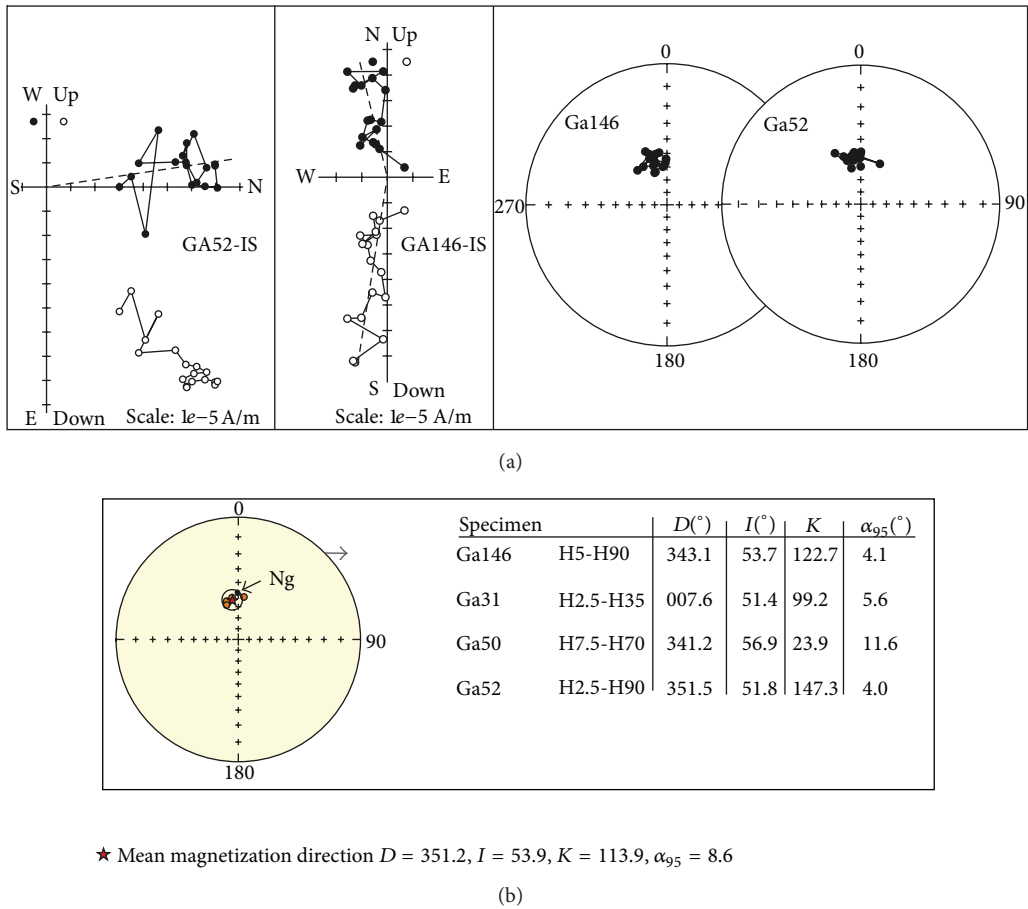 W Up
S
N
GA52-IS
E Down
Scale: 1e−5 A/m
N Up
W
E
GA146-IS
S Down
Scale: 1e−5 A/m
0
Ga146
270
180
0
Ga52
90
180
(a)
0
Ng
90
180
Specimen D(°) I(°) K α95(°)
Ga146 H5-H90 343.1 53.7 122.7 4.1
Ga31 H2.5-H35 007.6 51.4 99.2 5.6
Ga50 H7.5-H70 341.2 56.9 23.9 11.6
Ga52 H2.5-H90 351.5 51.8 147.3 4.0
Mean magnetization direction D = 351.2, I = 53.9, K = 113.9, α95 = 8.6
(b)